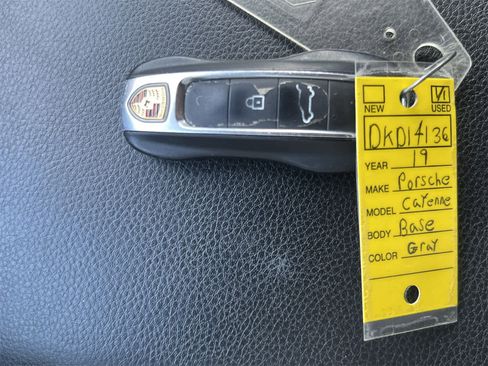 NEW USED
DKD14136
YEAR 19
MAKE Porsche
MODEL Cayenne
BODY Base
COLOR Gray